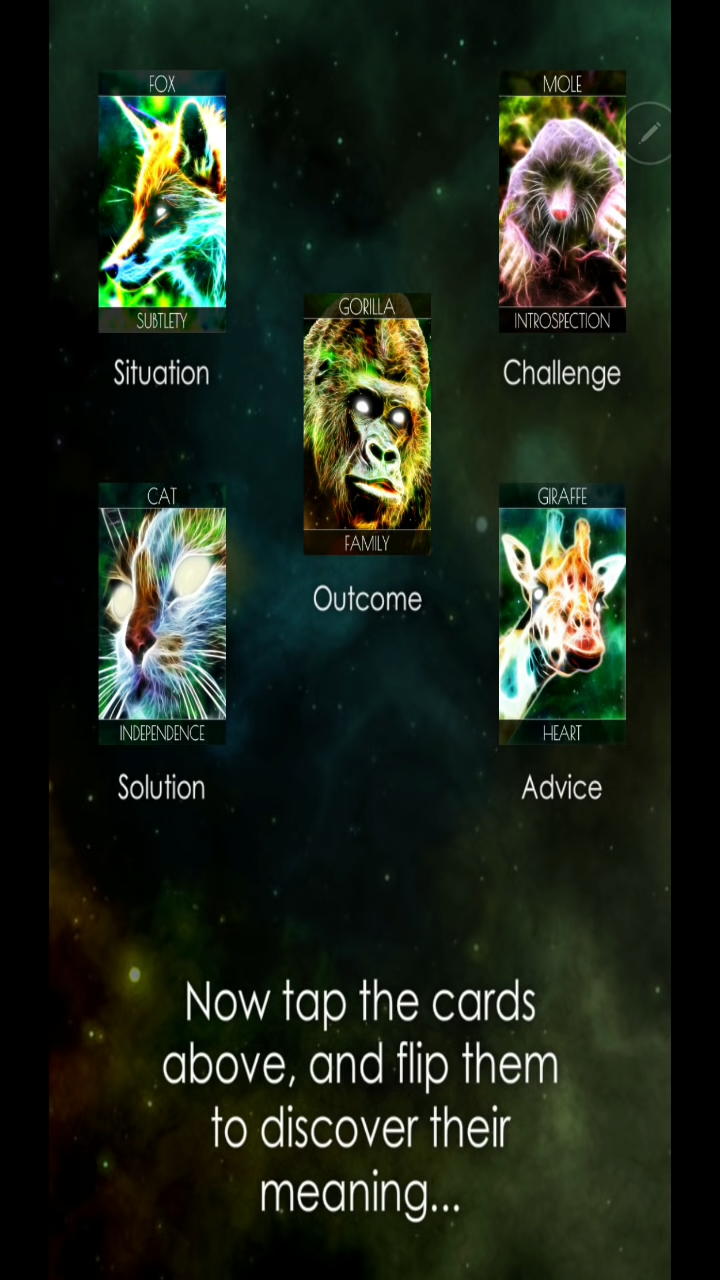 FOX
SUBTLETY
Situation
MOLE
INTROSPECTION
Challenge
GORILLA
FAMILY
Outcome
CAT
INDEPENDENCE
Solution
GIRAFFE
HEART
Advice
Now tap the cards
above, and flip them
to discover their
meaning...